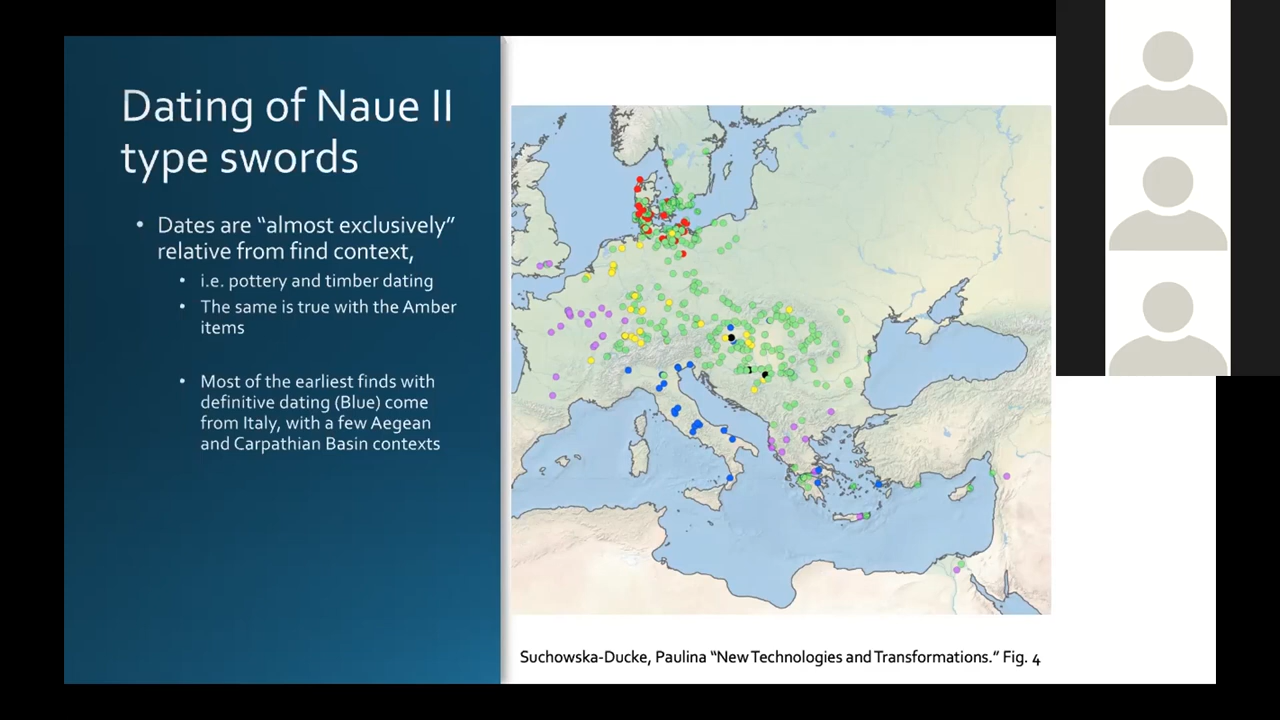 Dating of Naue II
type swords
• Dates are “almost exclusively”
relative from find context,
• i.e. pottery and timber dating
• The same is true with the Amber
items
• Most of the earliest finds with
definitive dating (Blue) come
from Italy, with a few Aegean
and Carpathian Basin contexts
Suchowska-Ducke, Paulina “New Technologies and Transformations.” Fig. 4